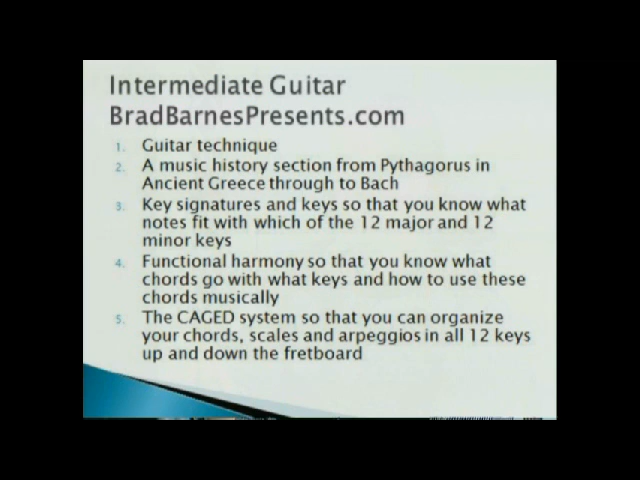 Intermediate Guitar
BradBarnesPresents.com
1. Guitar technique
2. A music history section from Pythagorus in
Ancient Greece through to Bach
3. Key signatures and keys so that you know what
notes fit with which of the 12 major and 12
minor keys
4. Functional harmony so that you know what
chords go with what keys and how to use these
chords musically
5. The CAGED system so that you can organize
your chords, scales and arpeggios in all 12 keys
up and down the fretboard